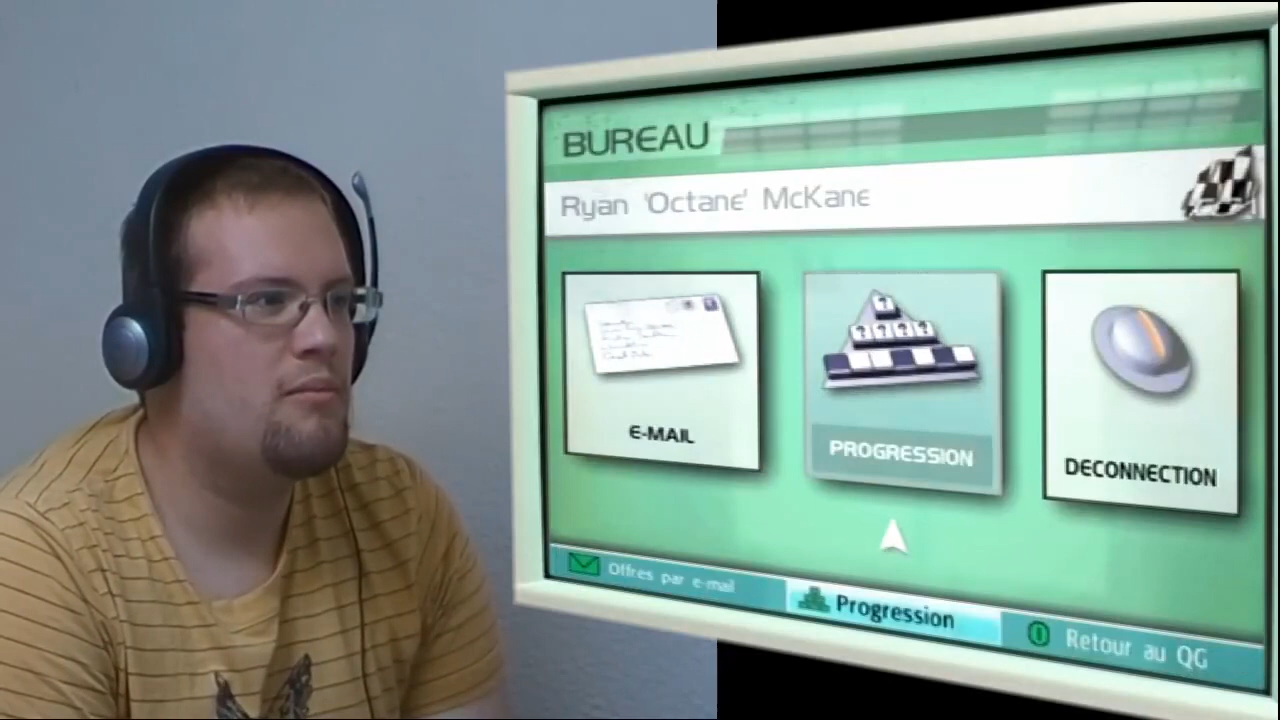 BUREAU
Ryan 'Octane' McKane
E-MAIL
PROGRESSION
DECONNECTION
Offres par e-mail
Progression
Retour au QG